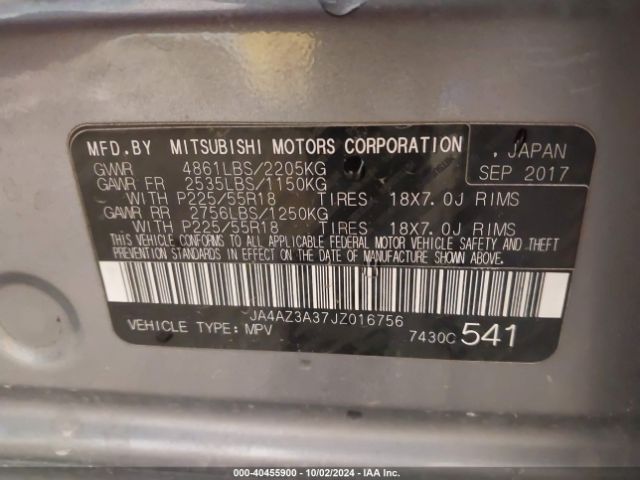 MFD.BY MITSUBISHI MOTORS CORPORATION , JAPAN
GVWR 4861LBS/2205KG SEP 2017
GAWR FR 2535LBS/1150KG
WITH P225/55R18 TIRES 18X7.0J RIMS
GAWR RR 2756LBS/1250KG
WITH P225/55R18 TIRES 18X7.0J RIMS
THIS VEHICLE CONFORMS TO ALL APPLICABLE FEDERAL MOTOR VEHICLE SAFETY AND THEFT
PREVENTION STANDARDS IN EFFECT ON THE DATE OF MANUFACTURE SHOWN ABOVE.
JA4AZ3A37JZ016756
VEHICLE TYPE: MPV 7430C 541
000-40455900 - 10/02/2024 - IAA Inc.